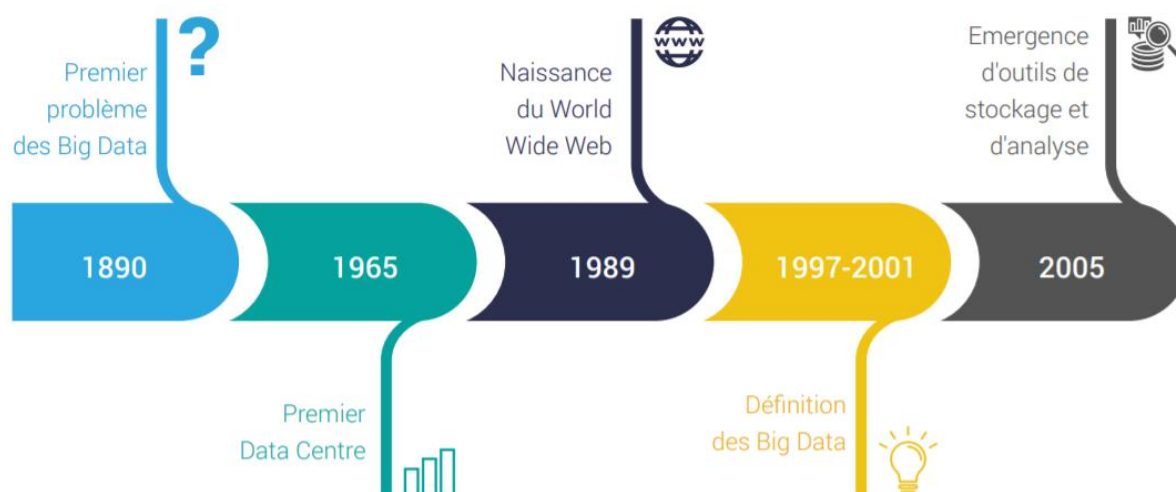 Premier
problème
des Big Data
?
Naissance
du World
Wide Web
www
Emergence
d'outils de
stockage et
d'analyse
1890
1965
1989
1997-2001
2005
Premier
Data Centre
Définition
des Big Data